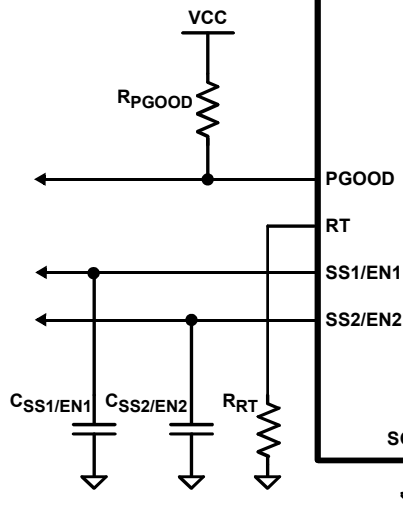 VCC
RPGOOD
PGOOD
RT
SS1/EN1
SS2/EN2
CSS1/EN1 CSS2/EN2 RRT